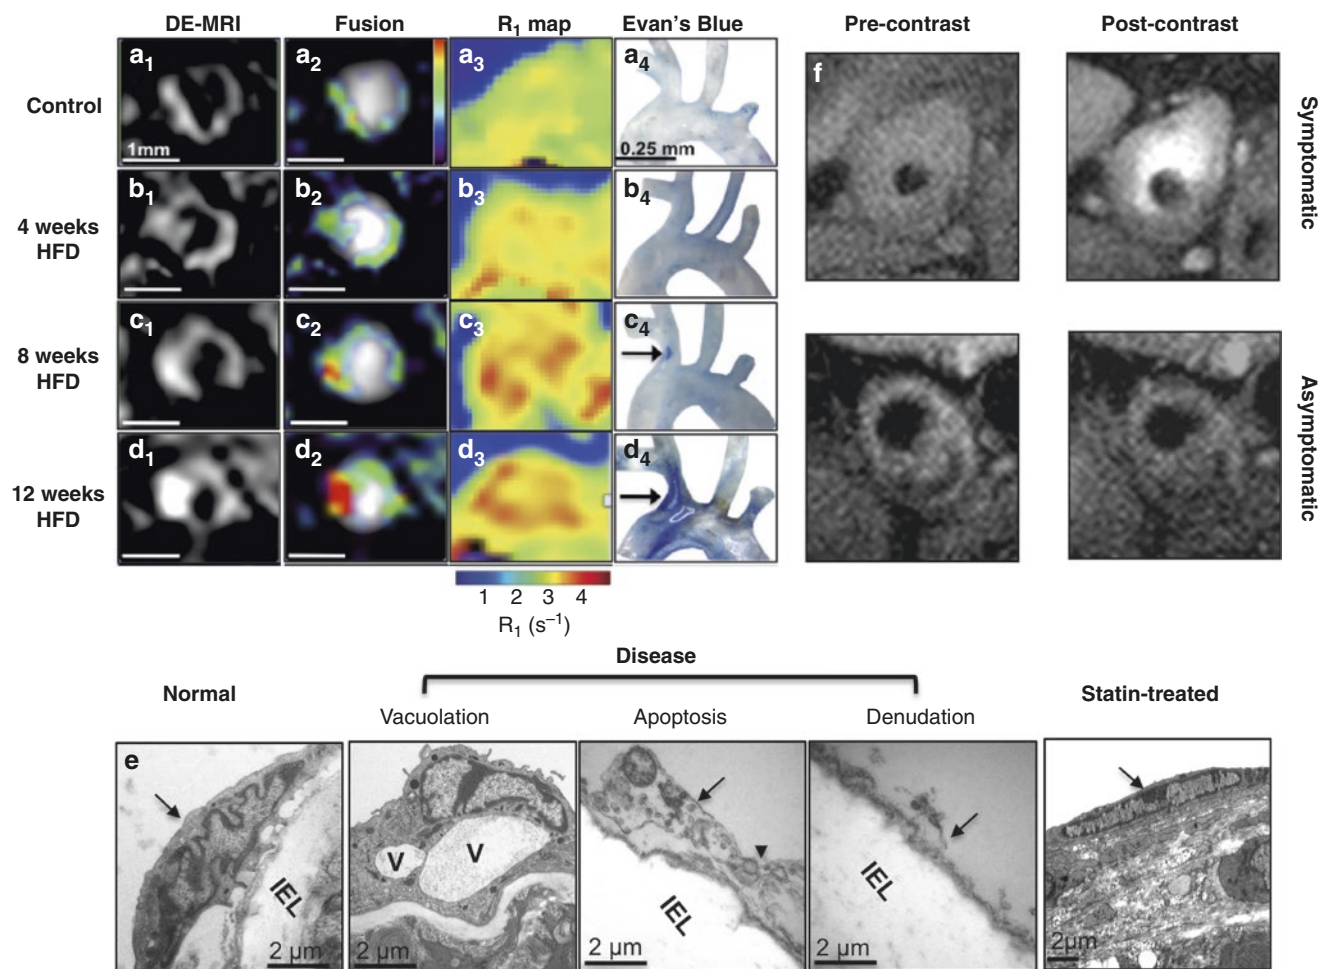 DE-MRI Fusion R1 map Evan's Blue Pre-contrast Post-contrast
Control
a1 a2 a3 a4 f
1mm 0.25 mm
Symptomatic
4 weeks
HFD
b1 b2 b3 b4
8 weeks
HFD
c1 c2 c3 c4
Asymptomatic
12 weeks
HFD
d1 d2 d3 d4
1 2 3 4
R1 (s–1)
Disease
Normal Statin-treated
Vacuolation Apoptosis Denudation
e
V V
IEL IEL IEL
2 µm 2 µm 2 µm 2 µm 2µm